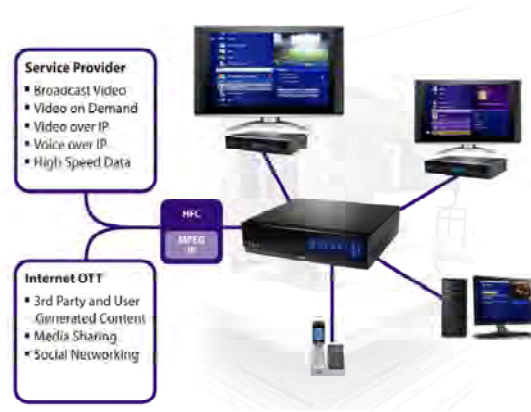 Service Provider
▪ Broadcast Video
▪ Video on Demand
▪ Video over IP
▪ Voice over IP
▪ High Speed Data
HFC
MPEG
IP
Internet OTT
▪ 3rd Party and User
Generated Content
▪ Media Sharing
▪ Social Networking